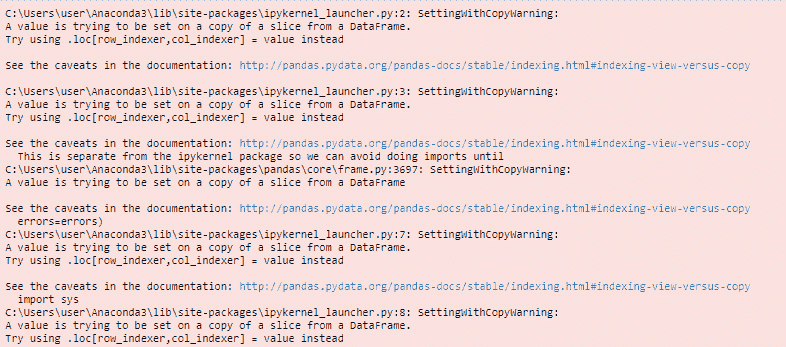 C:\Users\user\Anaconda3\lib\site-packages\ipykernel_launcher.py:2: SettingWithCopyWarning:
A value is trying to be set on a copy of a slice from a DataFrame.
Try using .loc[row_indexer,col_indexer] = value instead
See the caveats in the documentation: http://pandas.pydata.org/pandas-docs/stable/indexing.html#indexing-view-versus-copy
C:\Users\user\Anaconda3\lib\site-packages\ipykernel_launcher.py:3: SettingWithCopyWarning:
A value is trying to be set on a copy of a slice from a DataFrame.
Try using .loc[row_indexer,col_indexer] = value instead
See the caveats in the documentation: http://pandas.pydata.org/pandas-docs/stable/indexing.html#indexing-view-versus-copy
This is separate from the ipykernel package so we can avoid doing imports until
C:\Users\user\Anaconda3\lib\site-packages\pandas\core\frame.py:3697: SettingWithCopyWarning:
A value is trying to be set on a copy of a slice from a DataFrame
See the caveats in the documentation: http://pandas.pydata.org/pandas-docs/stable/indexing.html#indexing-view-versus-copy
errors=errors)
C:\Users\user\Anaconda3\lib\site-packages\ipykernel_launcher.py:7: SettingWithCopyWarning:
A value is trying to be set on a copy of a slice from a DataFrame.
Try using .loc[row_indexer,col_indexer] = value instead
See the caveats in the documentation: http://pandas.pydata.org/pandas-docs/stable/indexing.html#indexing-view-versus-copy
import sys
C:\Users\user\Anaconda3\lib\site-packages\ipykernel_launcher.py:8: SettingWithCopyWarning:
A value is trying to be set on a copy of a slice from a DataFrame.
Try using .loc[row_indexer,col_indexer] = value instead